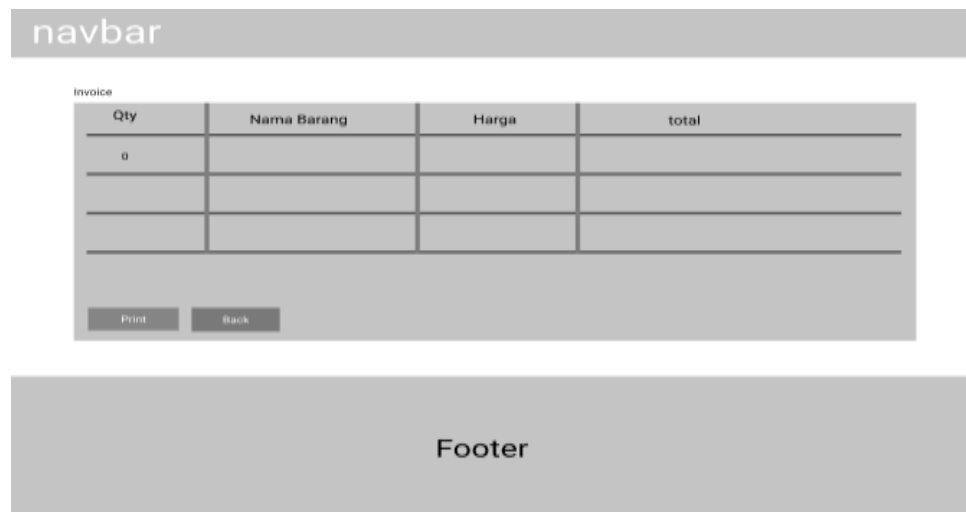 navbar
Invoice
Qty Nama Barang Harga total
0
Print Back
Footer